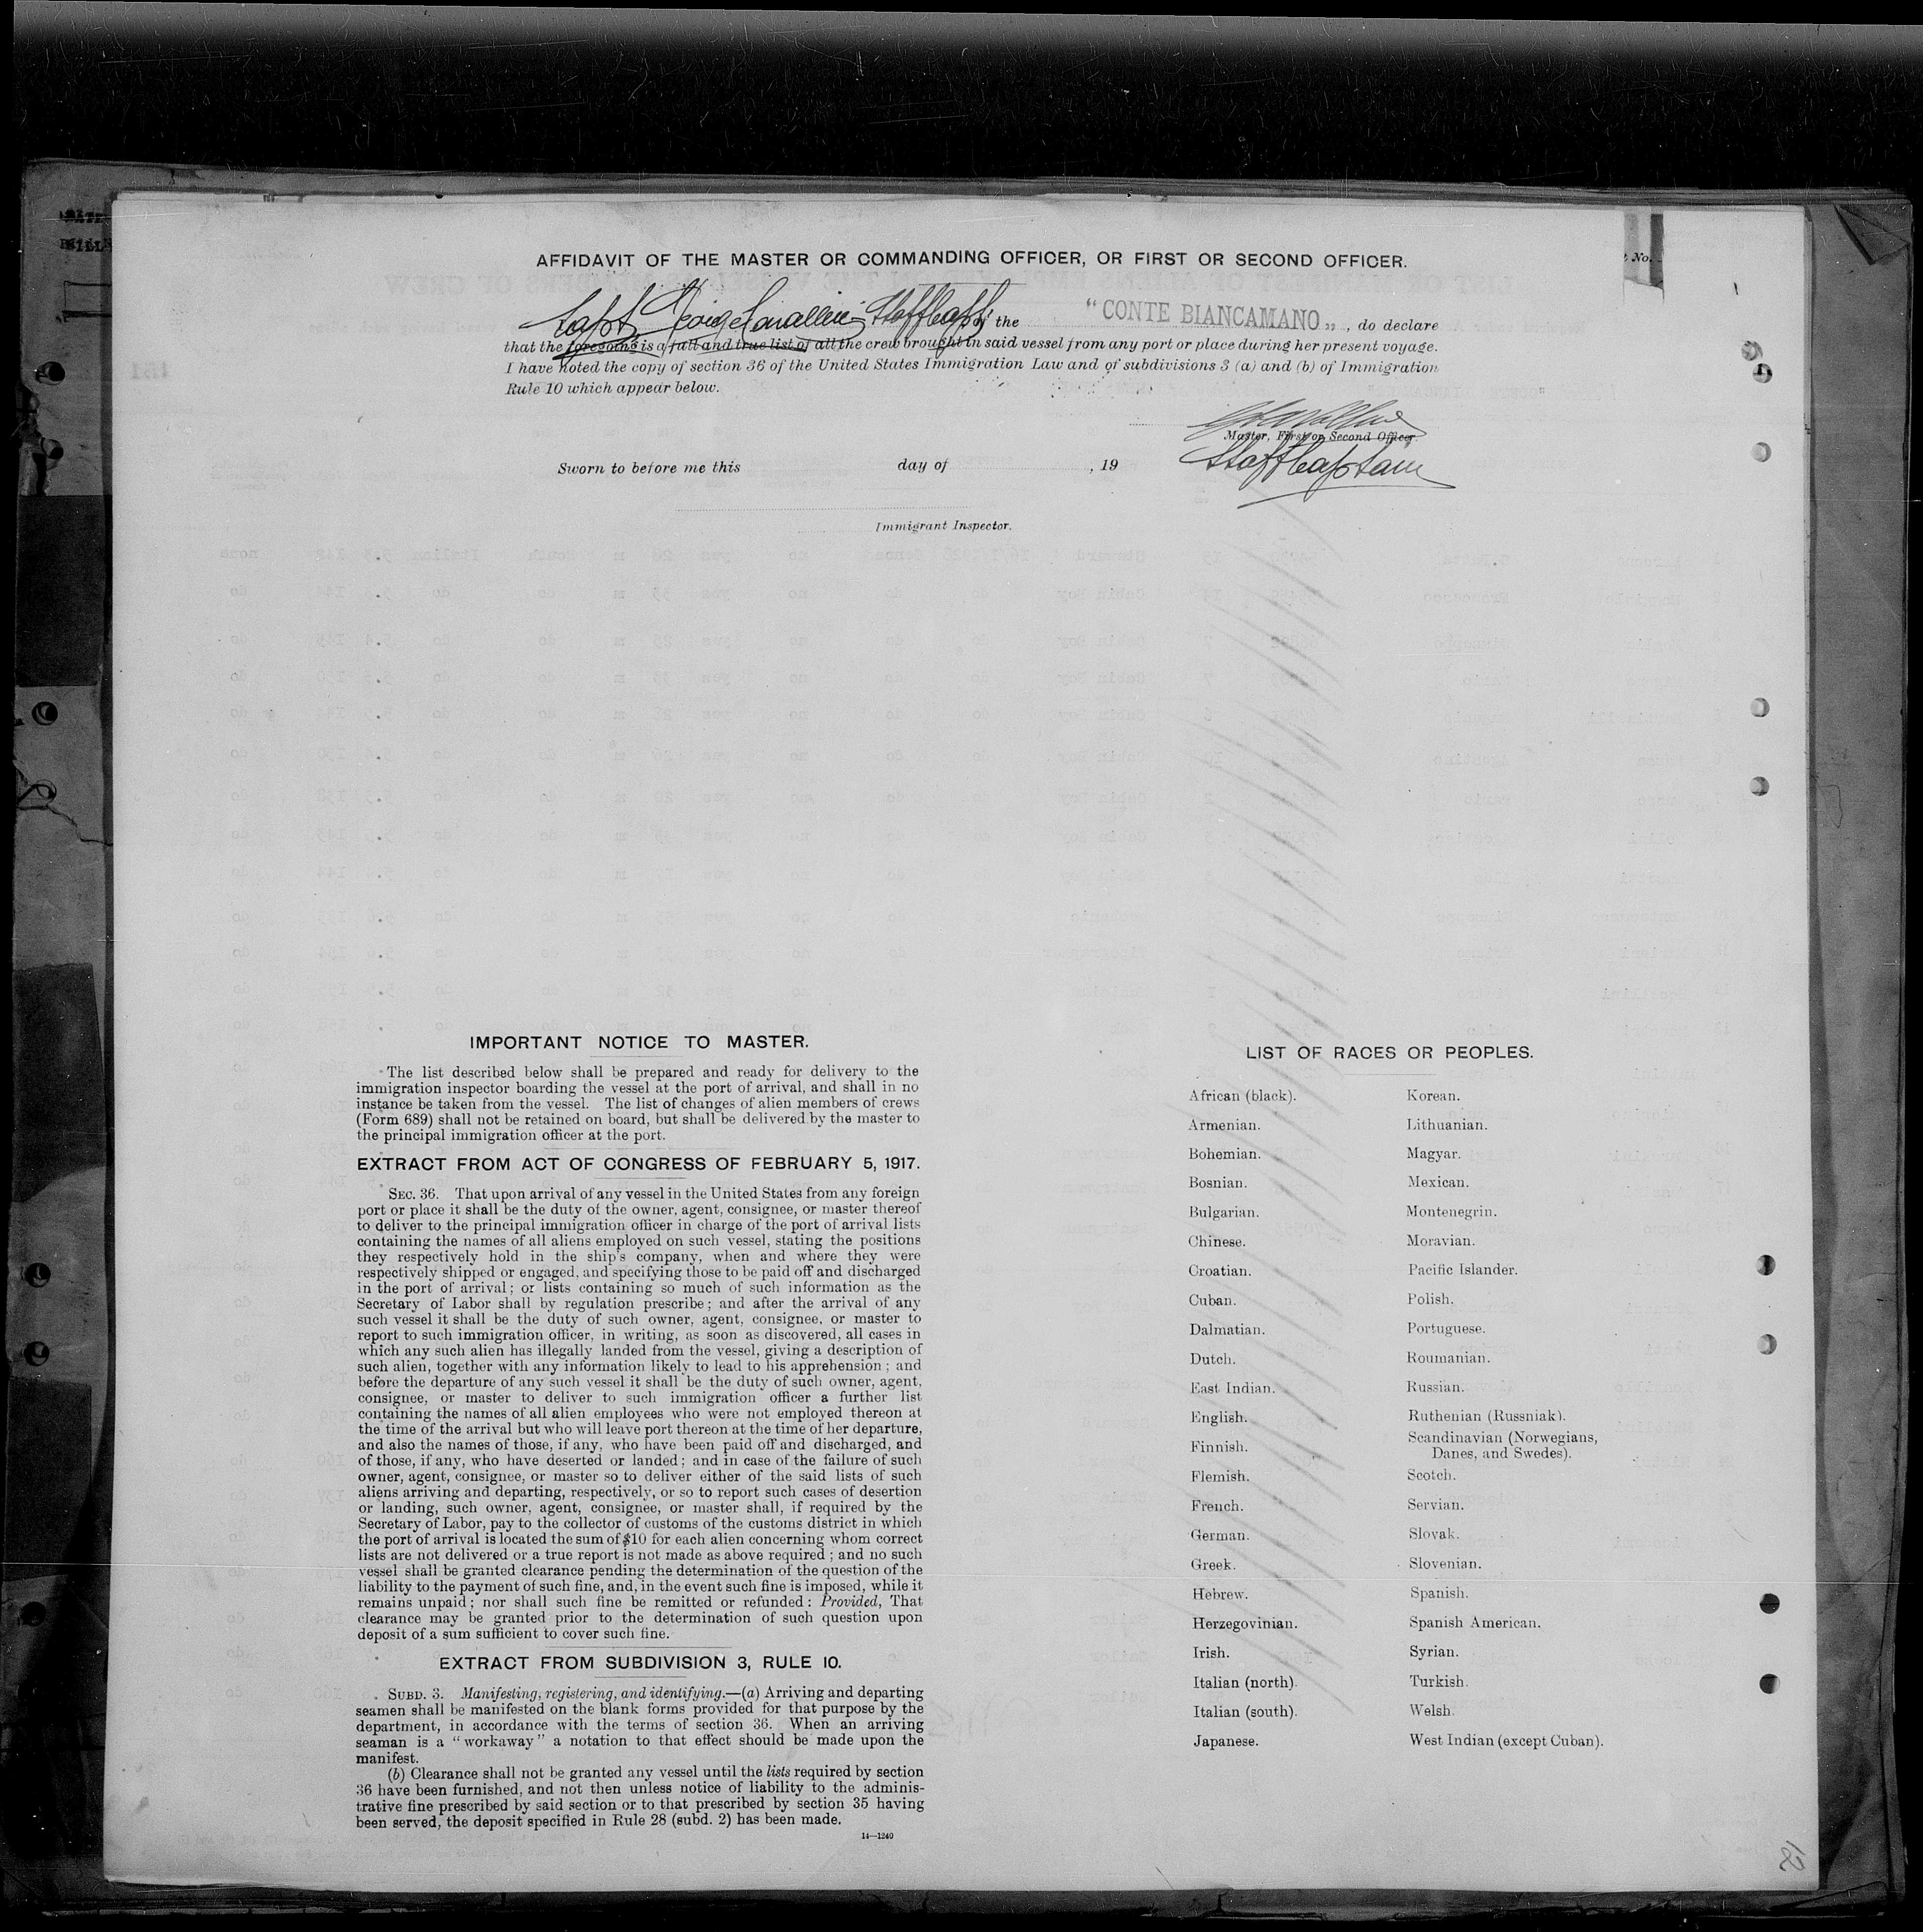 AFFIDAVIT OF THE MASTER OR COMMANDING OFFICER, OR FIRST OR SECOND OFFICER.
Capt. Staff Capt. of the "CONTE BIANCAMANO", do declare
that the foregoing is a full and true list of all the crew brought in said vessel from any port or place during her present voyage.
I have noted the copy of section 36 of the United States Immigration Law and of subdivisions 3 (a) and (b) of Immigration
Rule 10 which appear below.
Master, First or Second Officer.
Staff Captain
Sworn to before me this day of , 19
Immigrant Inspector.
IMPORTANT NOTICE TO MASTER.
The list described below shall be prepared and ready for delivery to the
immigration inspector boarding the vessel at the port of arrival, and shall in no
instance be taken from the vessel. The list of changes of alien members of crews
(Form 689) shall not be retained on board, but shall be delivered by the master to
the principal immigration officer at the port.
EXTRACT FROM ACT OF CONGRESS OF FEBRUARY 5, 1917.
SEC. 36. That upon arrival of any vessel in the United States from any foreign
port or place it shall be the duty of the owner, agent, consignee, or master thereof
to deliver to the principal immigration officer in charge of the port of arrival lists
containing the names of all aliens employed on such vessel, stating the positions
they respectively hold in the ship's company, when and where they were
respectively shipped or engaged, and specifying those to be paid off and discharged
in the port of arrival; or lists containing so much of such information as the
Secretary of Labor shall by regulation prescribe; and after the arrival of any
such vessel it shall be the duty of such owner, agent, consignee, or master to
report to such immigration officer, in writing, as soon as discovered, all cases in
which any such alien has illegally landed from the vessel, giving a description of
such alien, together with any information likely to lead to his apprehension; and
before the departure of any such vessel it shall be the duty of such owner, agent,
consignee, or master to deliver to such immigration officer a further list
containing the names of all alien employees who were not employed thereon at
the time of the arrival but who will leave port thereon at the time of her departure,
and also the names of those, if any, who have been paid off and discharged, and
of those, if any, who have deserted or landed; and in case of the failure of such
owner, agent, consignee, or master so to deliver either of the said lists of such
aliens arriving and departing, respectively, or so to report such cases of desertion
or landing, such owner, agent, consignee, or master shall, if required by the
Secretary of Labor, pay to the collector of customs of the customs district in which
the port of arrival is located the sum of $10 for each alien concerning whom correct
lists are not delivered or a true report is not made as above required; and no such
vessel shall be granted clearance pending the determination of the question of the
liability to the payment of such fine, and, in the event such fine is imposed, while it
remains unpaid; nor shall such fine be remitted or refunded: Provided, That
clearance may be granted prior to the determination of such question upon
deposit of a sum sufficient to cover such fine.
EXTRACT FROM SUBDIVISION 3, RULE 10.
SUBD. 3. Manifesting, registering, and identifying.—(a) Arriving and departing
seamen shall be manifested on the blank forms provided for that purpose by the
department, in accordance with the terms of section 36. When an arriving
seaman is a "workaway" a notation to that effect should be made upon the
manifest.
(b) Clearance shall not be granted any vessel until the lists required by section
36 have been furnished, and not then unless notice of liability to the adminis-
trative fine prescribed by said section or to that prescribed by section 35 having
been served, the deposit specified in Rule 28 (subd. 2) has been made.
14—1240
LIST OF RACES OR PEOPLES.
African (black).
Armenian.
Bohemian.
Bosnian.
Bulgarian.
Chinese.
Croatian.
Cuban.
Dalmatian.
Dutch.
East Indian.
English.
Finnish.
Flemish.
French.
German.
Greek.
Hebrew.
Herzegovinian.
Irish.
Italian (north).
Italian (south).
Japanese.
Korean.
Lithuanian.
Magyar.
Mexican.
Montenegrin.
Moravian.
Pacific Islander.
Polish.
Portuguese.
Roumanian.
Russian.
Ruthenian (Russniak).
Scandinavian (Norwegians,
Danes, and Swedes).
Scotch.
Servian.
Slovak.
Slovenian.
Spanish.
Spanish American.
Syrian.
Turkish.
Welsh.
West Indian (except Cuban).